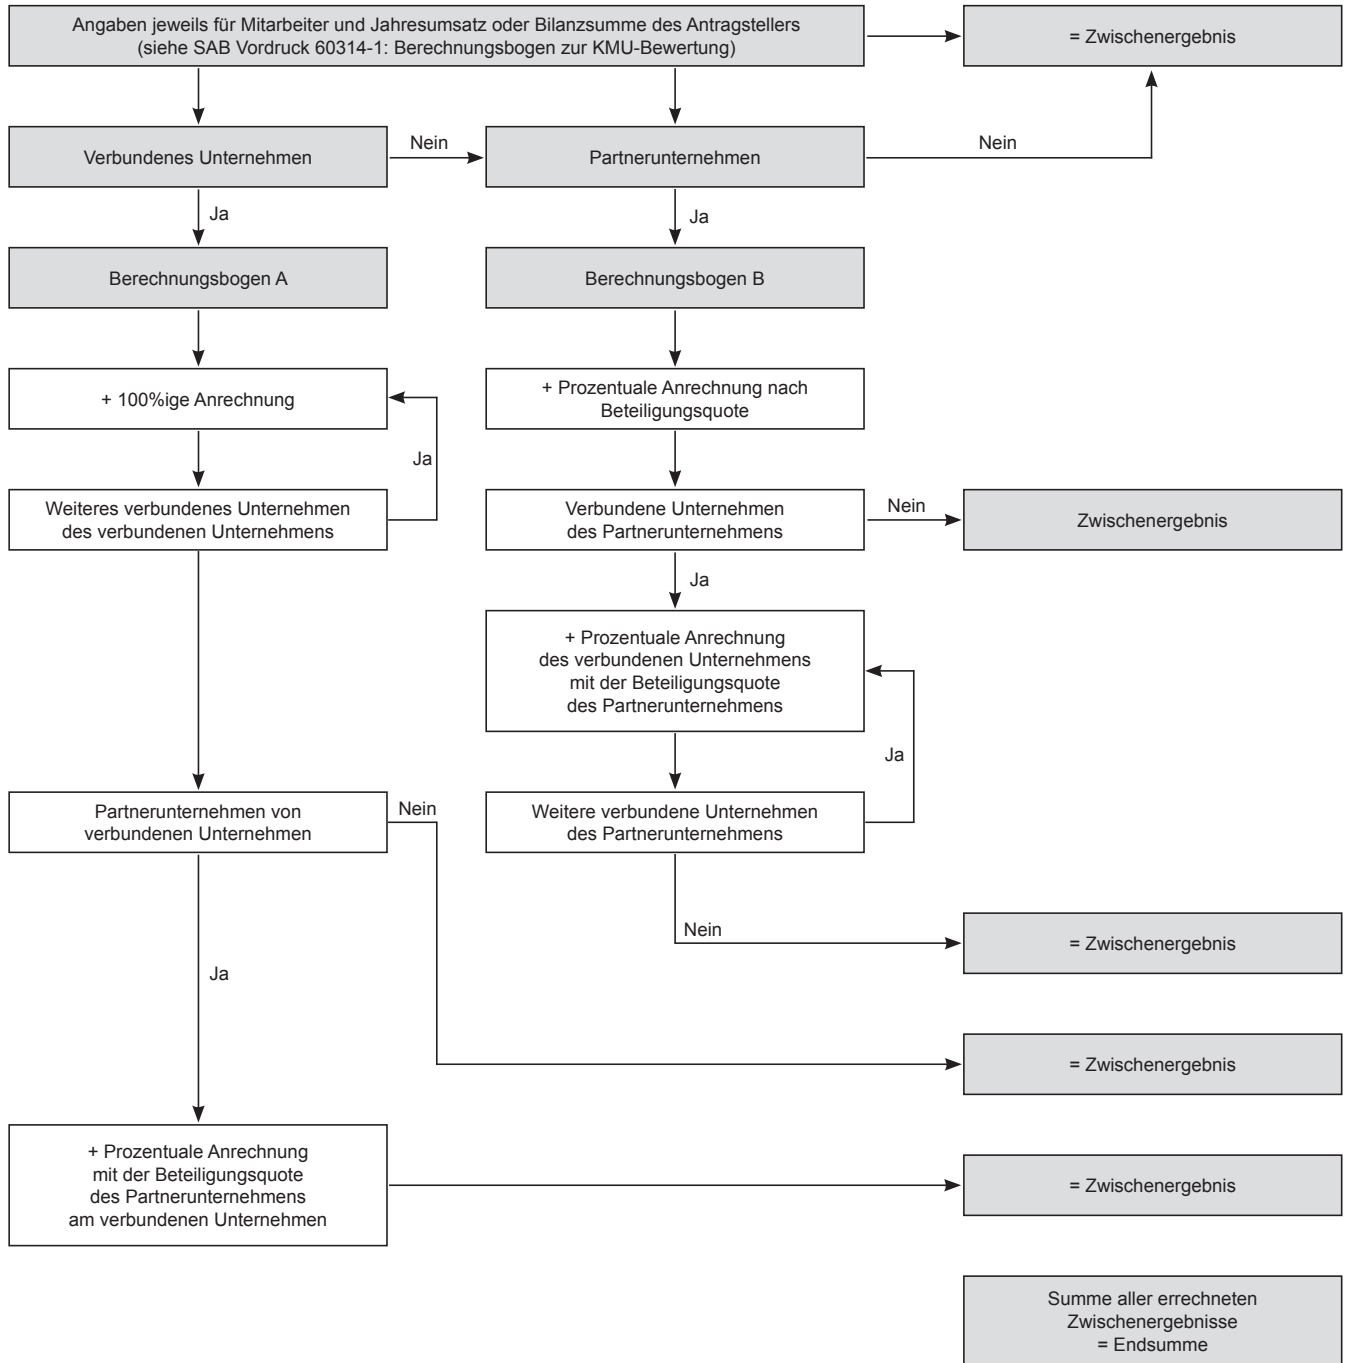 Angaben jeweils für Mitarbeiter und Jahresumsatz oder Bilanzsumme des Antragstellers
(siehe SAB Vordruck 60314-1: Berechnungsbogen zur KMU-Bewertung)
= Zwischenergebnis
Verbundenes Unternehmen
Nein
Partnerunternehmen
Nein
Ja
Ja
Berechnungsbogen A
Berechnungsbogen B
+ 100%ige Anrechnung
+ Prozentuale Anrechnung nach
Beteiligungsquote
Ja
Weiteres verbundenes Unternehmen
des verbundenen Unternehmens
Verbundene Unternehmen
des Partnerunternehmens
Nein
Zwischenergebnis
Ja
+ Prozentuale Anrechnung
des verbundenen Unternehmens
mit der Beteiligungsquote
des Partnerunternehmens
Ja
Partnerunternehmen von
verbundenen Unternehmen
Nein
Weitere verbundene Unternehmen
des Partnerunternehmens
Nein
= Zwischenergebnis
Ja
= Zwischenergebnis
+ Prozentuale Anrechnung
mit der Beteiligungsquote
des Partnerunternehmens
am verbundenen Unternehmen
= Zwischenergebnis
Summe aller errechneten
Zwischenergebnisse
= Endsumme